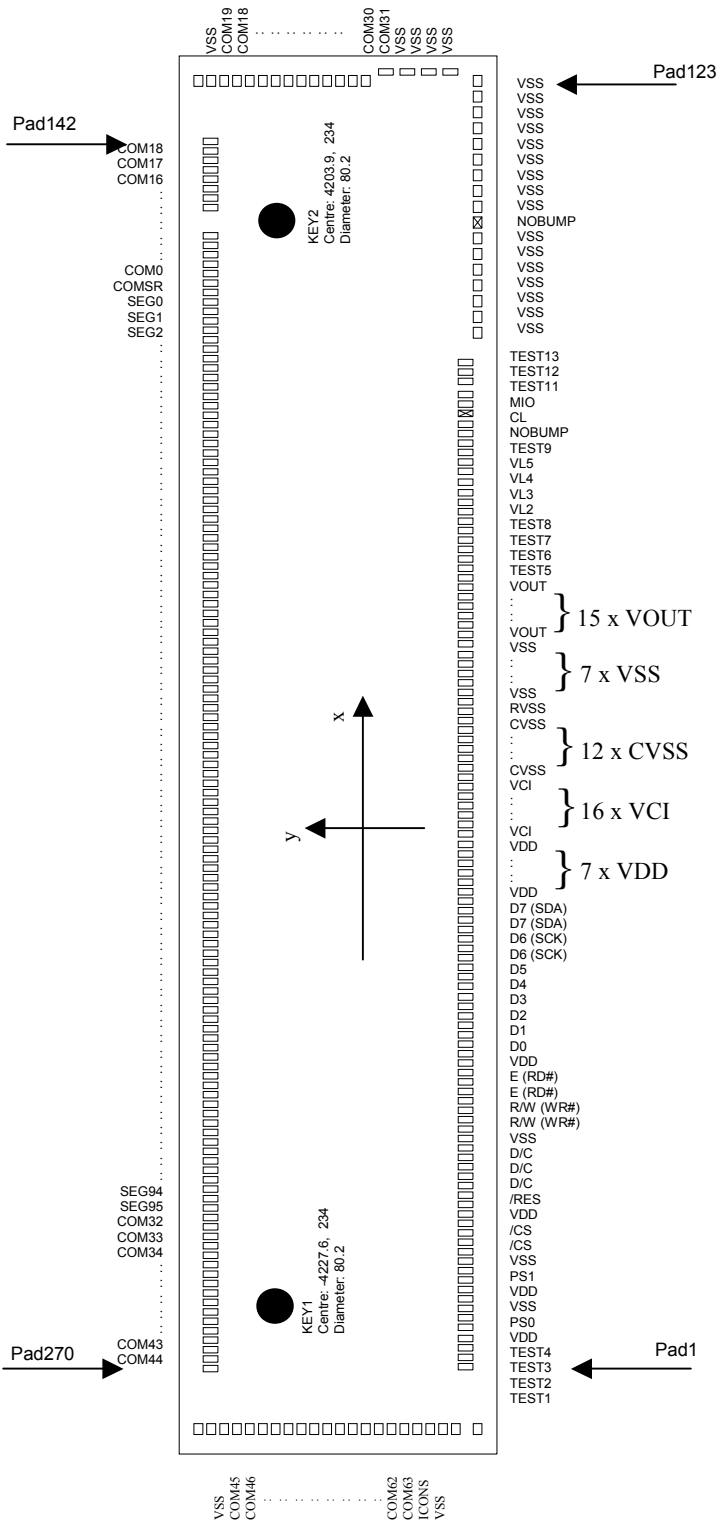 VSS
COM19
COM18
. . . . . . . . . .
COM30
COM31
VSS
VSS
VSS
VSS
Pad142
COM18
COM17
COM16
:
:
COM0
COMSR
SEG0
SEG1
SEG2
:
:
SEG94
SEG95
COM32
COM33
COM34
:
:
COM43
COM44
Pad270
KEY2
Centre: 4203.9, 234
Diameter: 80.2
x
y
KEY1
Centre: -4227.6, 234
Diameter: 80.2
Pad123
VSS
VSS
VSS
VSS
VSS
VSS
VSS
VSS
VSS
NOBUMP
VSS
VSS
VSS
VSS
VSS
VSS
VSS
TEST13
TEST12
TEST11
MIO
CL
NOBUMP
TEST9
VL5
VL4
VL3
VL2
TEST8
TEST7
TEST6
TEST5
VOUT
:
: } 15 x VOUT
VOUT
VSS
:
: } 7 x VSS
VSS
RVSS
CVSS
:
: } 12 x CVSS
CVSS
VCI
:
: } 16 x VCI
VCI
VDD
:
: } 7 x VDD
VDD
D7 (SDA)
D7 (SDA)
D6 (SCK)
D6 (SCK)
D5
D4
D3
D2
D1
D0
VDD
E (RD#)
E (RD#)
R/W (WR#)
R/W (WR#)
VSS
D/C
D/C
D/C
/RES
VDD
/CS
/CS
VSS
PS1
VDD
VSS
PS0
VDD
TEST4
TEST3
TEST2
TEST1
Pad1
VSS
COM45
COM46
. . . . . . . . . .
COM62
COM63
ICONS
VSS